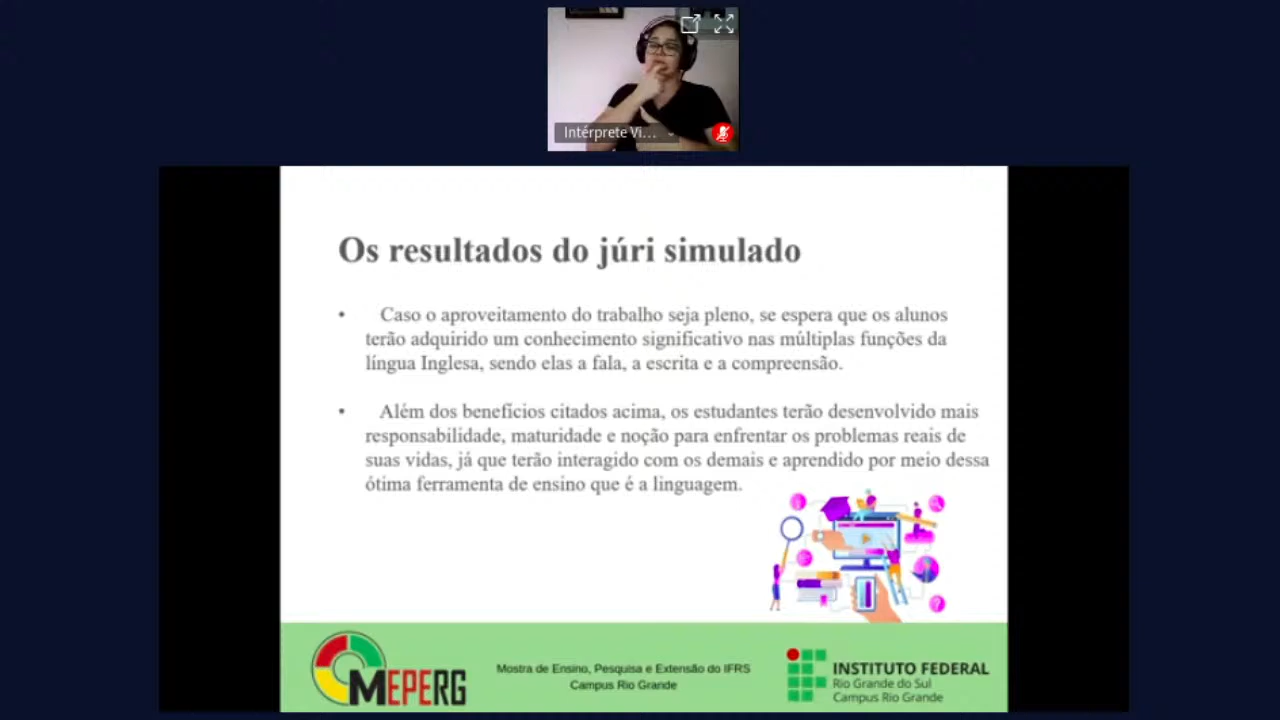 Intérprete Vi...
Os resultados do júri simulado
• Caso o aproveitamento do trabalho seja pleno, se espera que os alunos
terão adquirido um conhecimento significativo nas múltiplas funções da
língua Inglesa, sendo elas a fala, a escrita e a compreensão.
• Além dos benefícios citados acima, os estudantes terão desenvolvido mais
responsabilidade, maturidade e noção para enfrentar os problemas reais de
suas vidas, já que terão interagido com os demais e aprendido por meio dessa
ótima ferramenta de ensino que é a linguagem.
MEPERG
Mostra de Ensino, Pesquisa e Extensão do IFRS
Campus Rio Grande
INSTITUTO FEDERAL
Rio Grande do Sul
Campus Rio Grande